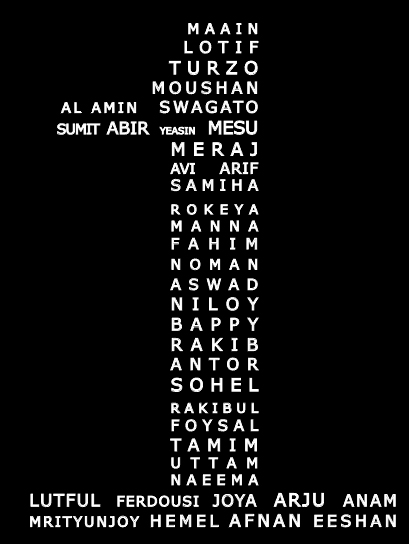 MAAIN
LOTIF
TURZO
MOUSHAN
AL AMIN SWAGATO
SUMIT ABIR YEASIN MESU
MERAJ
AVI ARIF
SAMIHA
ROKEYA
MANNA
FAHIM
NOMAN
ASWAD
NILOY
BAPPY
RAKIB
ANTOR
SOHEL
RAKIBUL
FOYSAL
TAMIM
UTTAM
NAEEMA
LUTFUL FERDOUSI JOYA ARJU ANAM
MRITYUNJOY HEMEL AFNAN EESHAN